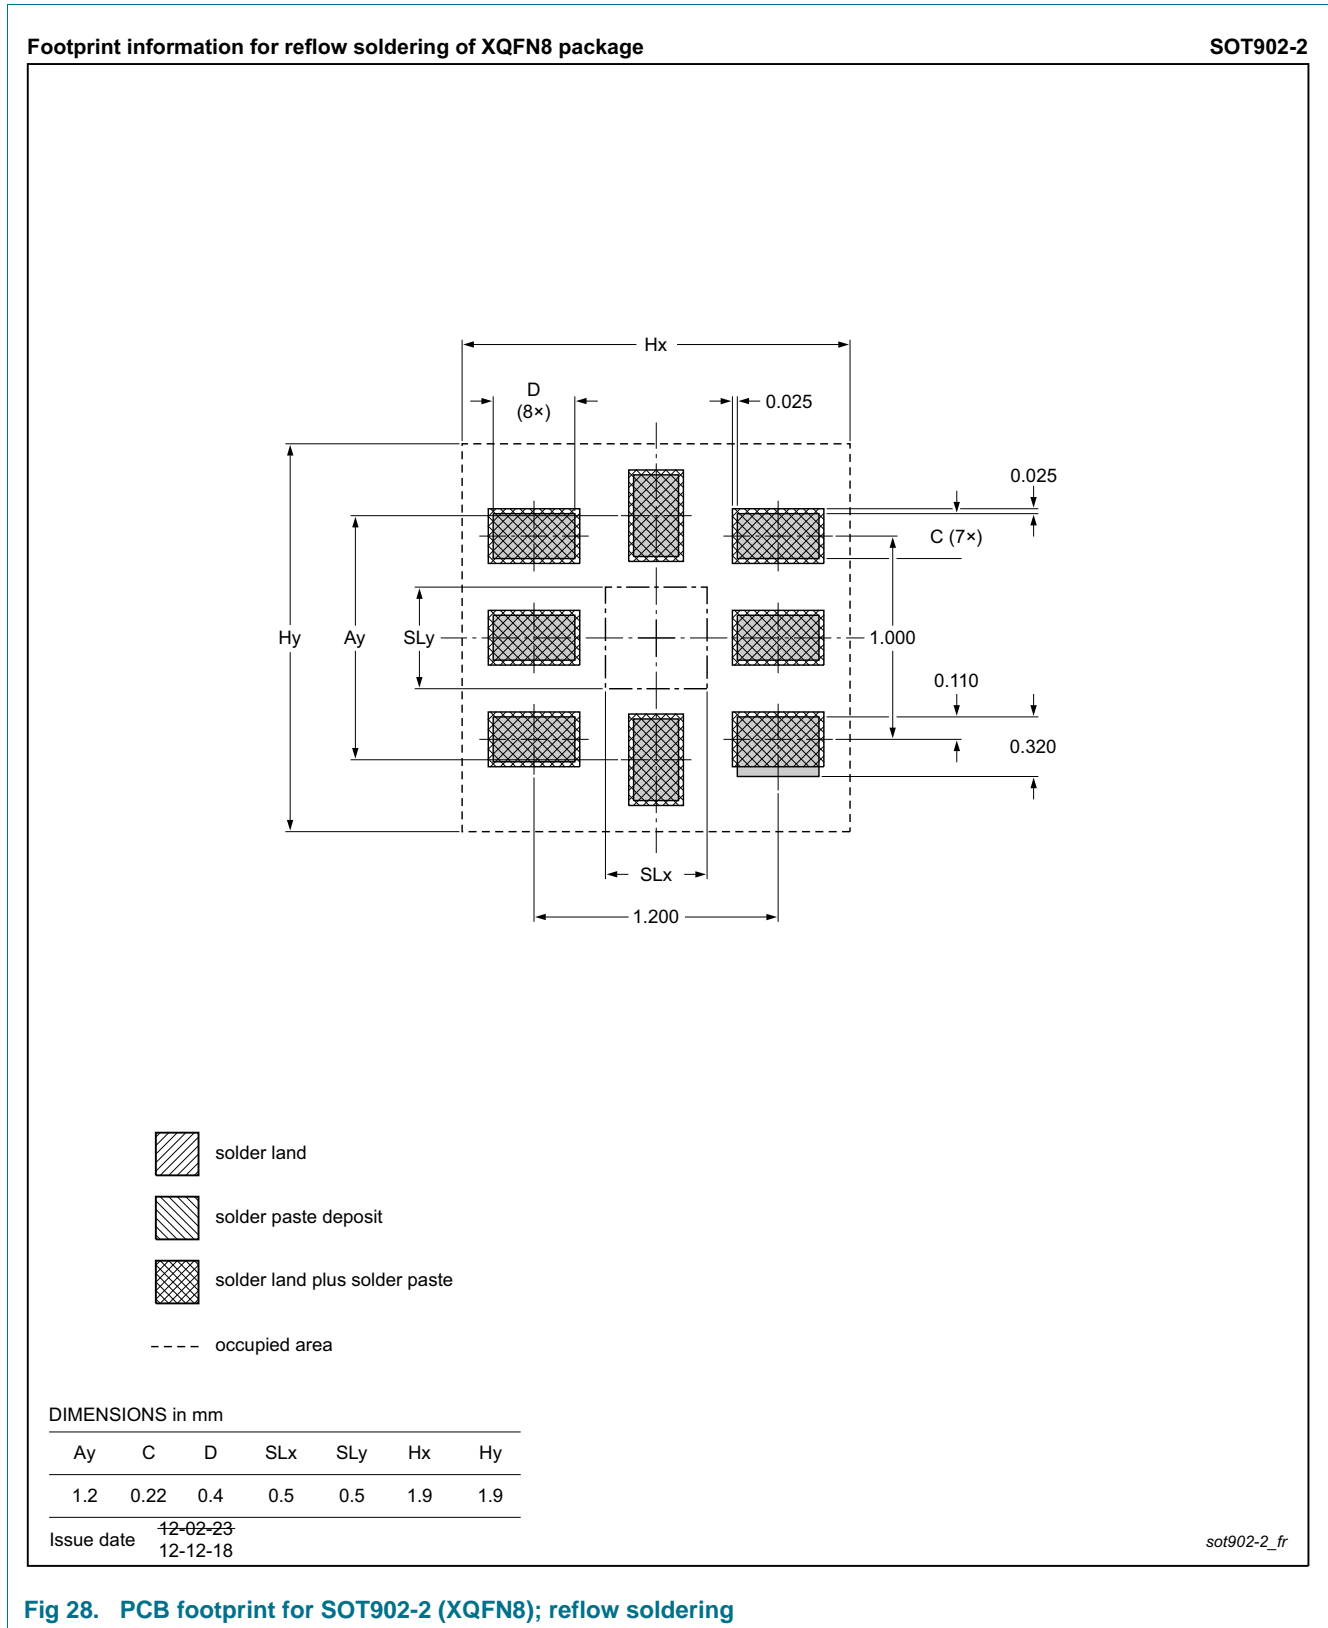 Footprint information for reflow soldering of XQFN8 package SOT902-2
Hx
D
(8×)
0.025
0.025
C (7×)
Hy
Ay
SLy
1.000
0.110
0.320
SLx
1.200
solder land
solder paste deposit
solder land plus solder paste
occupied area
DIMENSIONS in mm
Ay C D SLx SLy Hx Hy
1.2 0.22 0.4 0.5 0.5 1.9 1.9
Issue date 12-02-23
12-12-18
sot902-2_fr
Fig 28. PCB footprint for SOT902-2 (XQFN8); reflow soldering